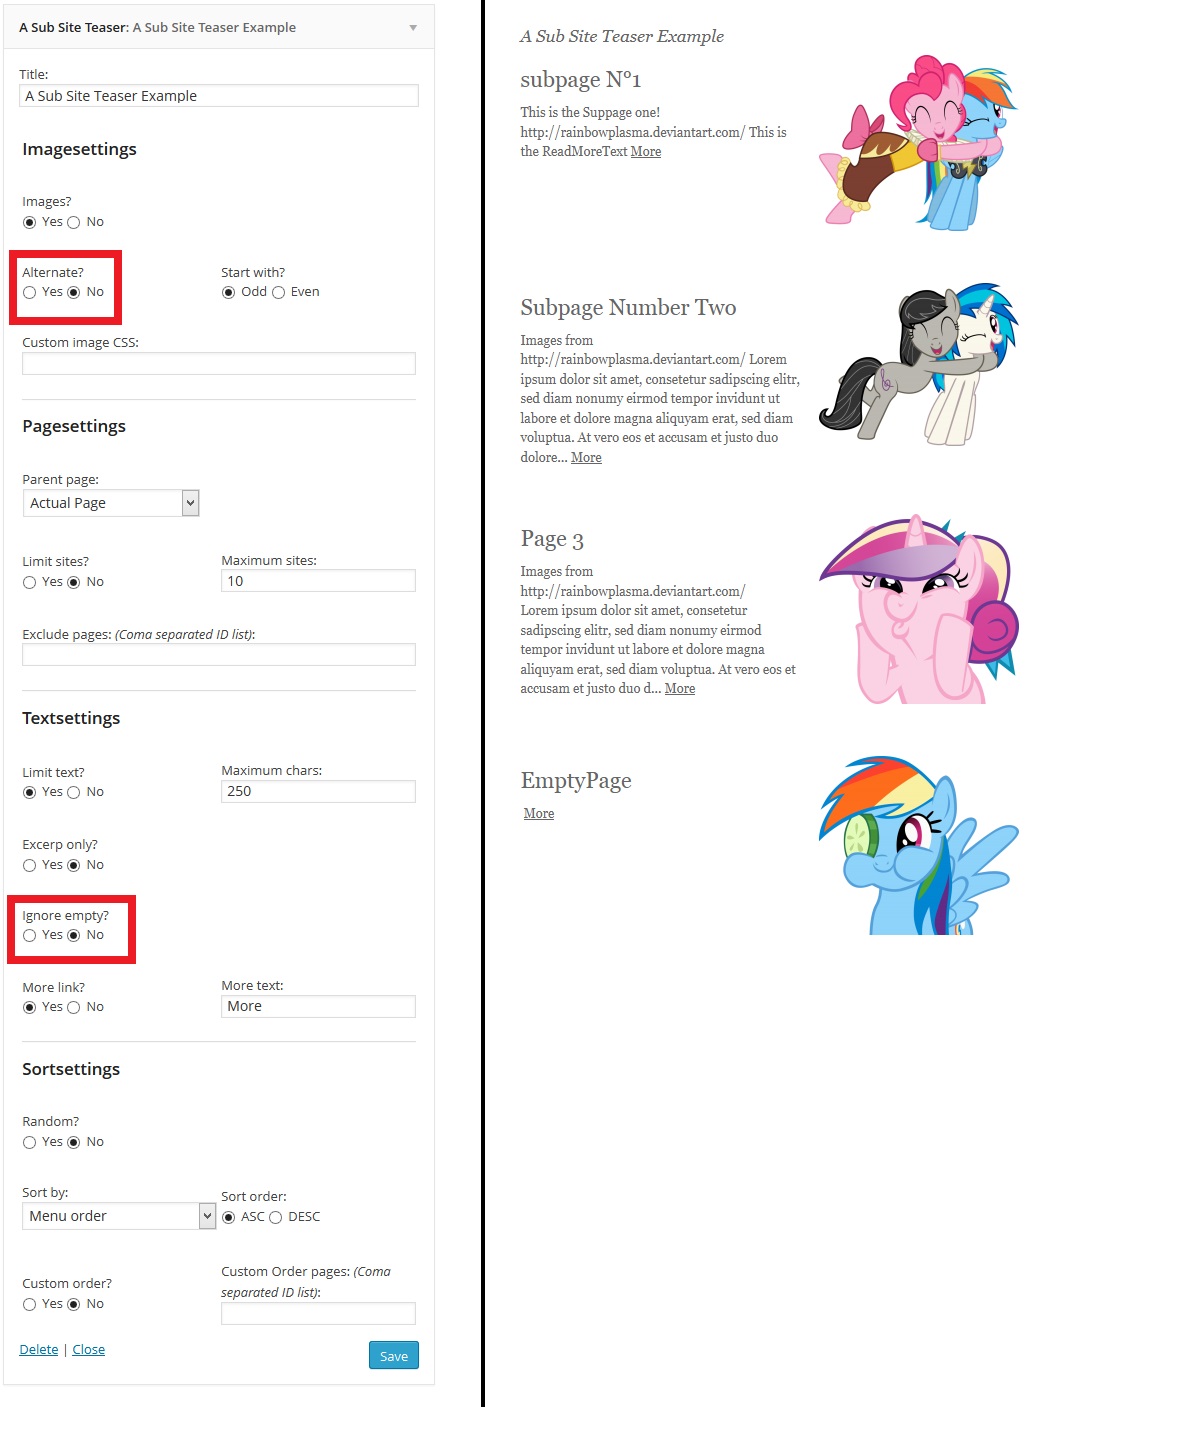 A Sub Site Teaser: A Sub Site Teaser Example
Title:
A Sub Site Teaser Example
Imagesettings
Images?
Yes No
Alternate? Start with?
Yes No Odd Even
Custom image CSS:
Pagesettings
Parent page:
Actual Page
Limit sites? Maximum sites:
Yes No 10
Exclude pages: (Coma separated ID list):
Textsettings
Limit text? Maximum chars:
Yes No 250
Excerp only?
Yes No
Ignore empty?
Yes No
More link? More text:
Yes No More
Sortsettings
Random?
Yes No
Sort by: Sort order:
Menu order ASC DESC
Custom order? Custom Order pages: (Coma
separated ID list):
Yes No
Delete | Close Save
A Sub Site Teaser Example
subpage N°1
This is the Suppage one!
http://rainbowplasma.deviantart.com/ This is
the ReadMoreText More
Subpage Number Two
Images from
http://rainbowplasma.deviantart.com/ Lorem
ipsum dolor sit amet, consetetur sadipscing elitr,
sed diam nonumy eirmod tempor invidunt ut
labore et dolore magna aliquyam erat, sed diam
voluptua. At vero eos et accusam et justo duo
dolore... More
Page 3
Images from
http://rainbowplasma.deviantart.com/
Lorem ipsum dolor sit amet, consetetur
sadipscing elitr, sed diam nonumy eirmod
tempor invidunt ut labore et dolore magna
aliquyam erat, sed diam voluptua. At vero eos et
accusam et justo duo d... More
EmptyPage
More